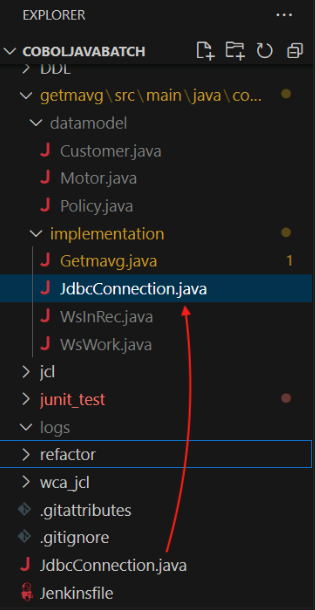 EXPLORER
COBOLJAVABATCH
DDL
getmavg\src\main\java\co...
datamodel
Customer.java
Motor.java
Policy.java
implementation
Getmavg.java 1
JdbcConnection.java
WsInRec.java
WsWork.java
jcl
junit_test
logs
refactor
wca_jcl
.gitattributes
.gitignore
JdbcConnection.java
Jenkinsfile